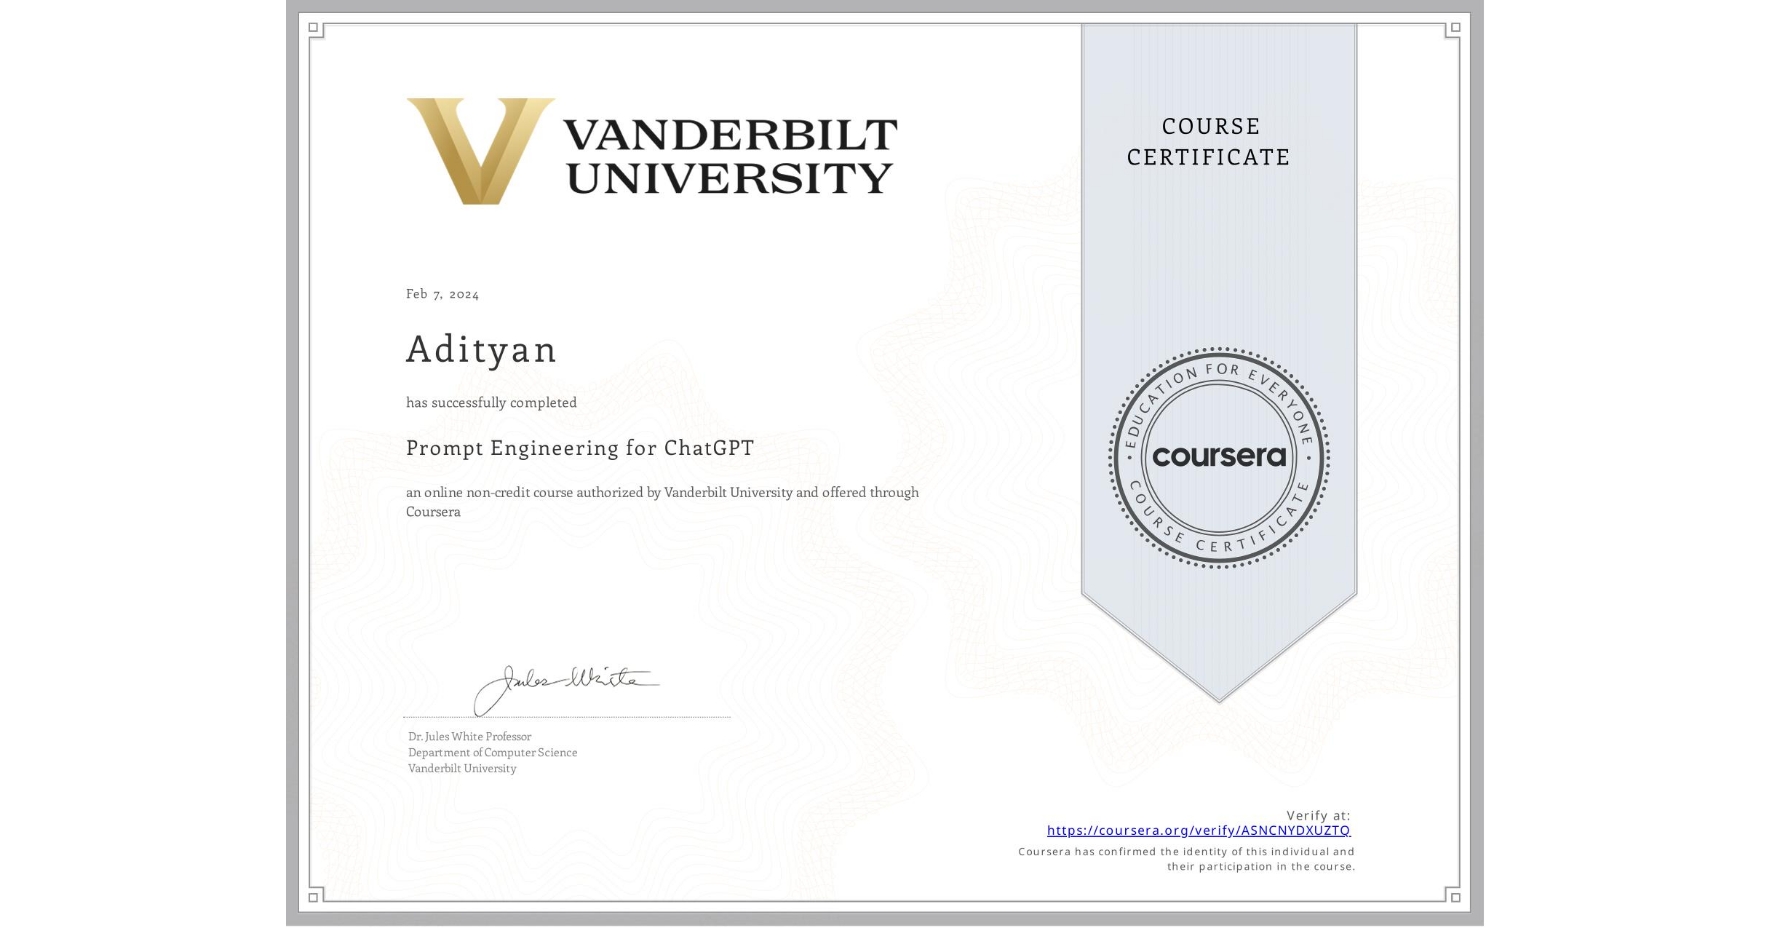 VANDERBILT
UNIVERSITY
COURSE
CERTIFICATE
Feb 7, 2024
Adityan
has successfully completed
Prompt Engineering for ChatGPT
an online non-credit course authorized by Vanderbilt University and offered through
Coursera
EDUCATION FOR EVERYONE
coursera
COURSE CERTIFICATE
Jules White
Dr. Jules White Professor
Department of Computer Science
Vanderbilt University
Verify at:
https://coursera.org/verify/ASNCNYDXUZTQ
Coursera has confirmed the identity of this individual and
their participation in the course.